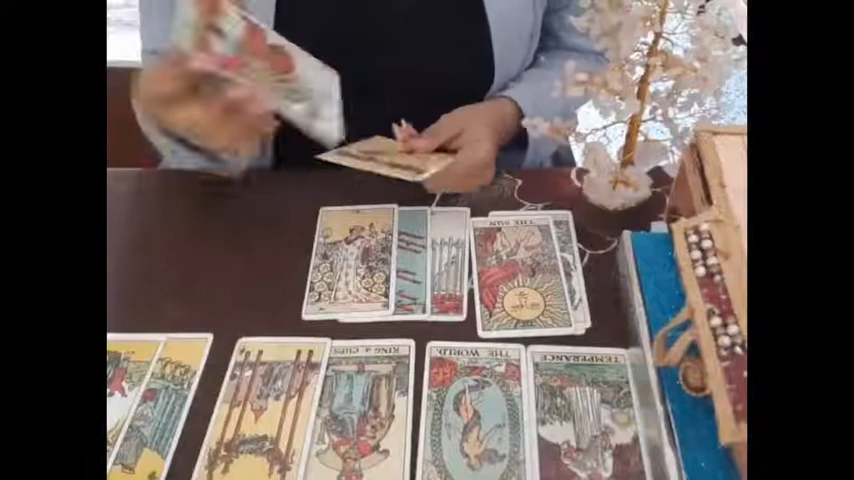 THE SUN.
KING of CUPS.
THE WORLD.
TEMPERANCE.